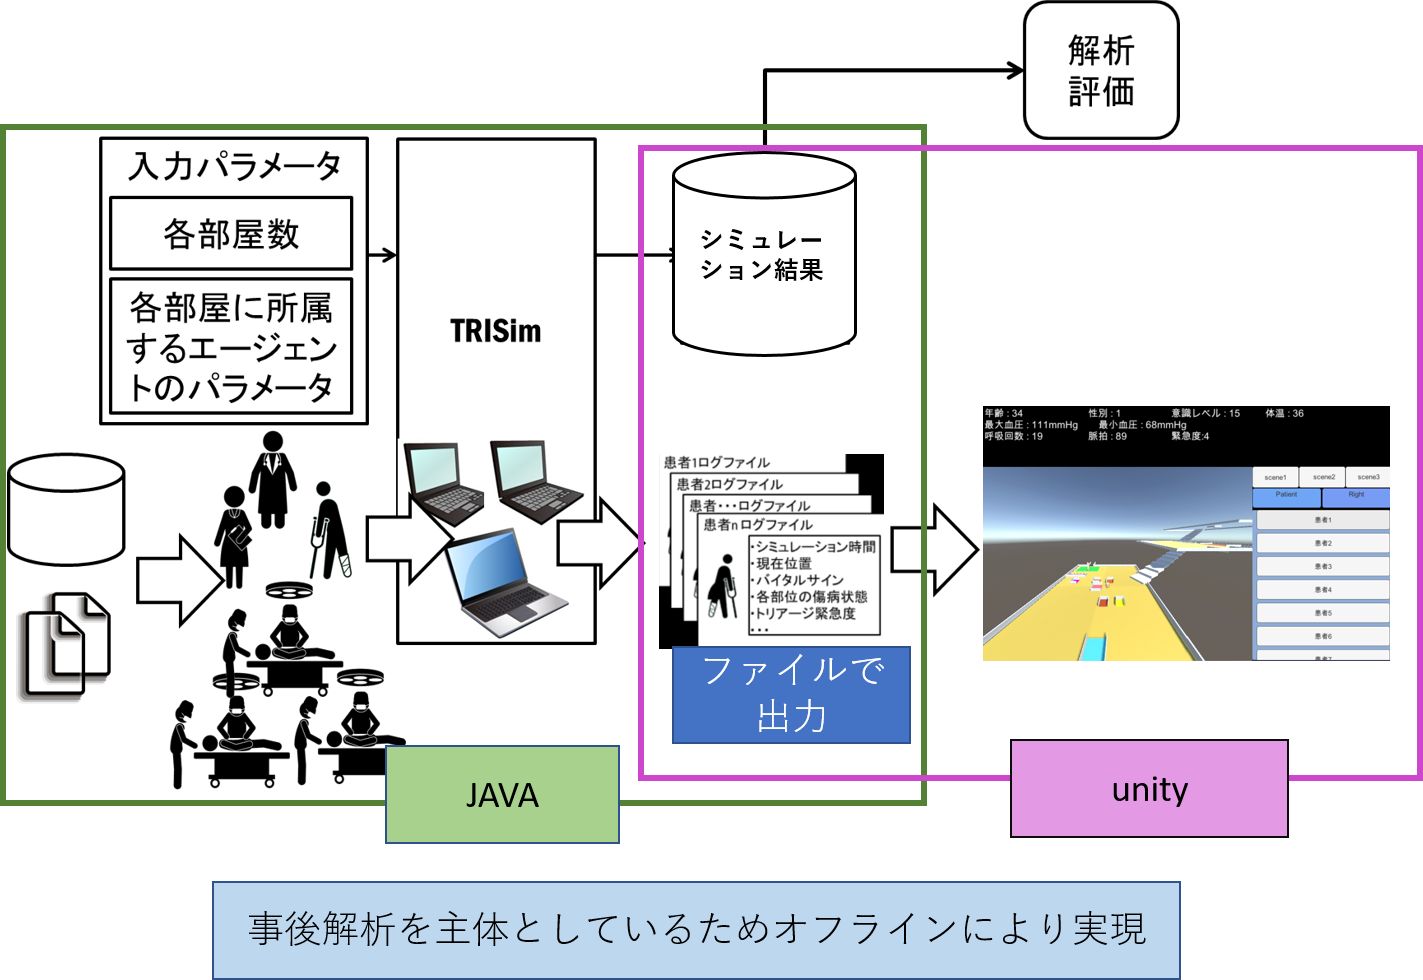 解析
評価
入力パラメータ
各部屋数
各部屋に所属
するエージェン
トのパラメータ
TRISim
シミュレー
ション結果
患者1ログファイル
患者2ログファイル
患者・・・ログファイル
患者nログファイル
・シミュレーション時間
・現在位置
・バイタルサイン
・各部位の傷病状態
・トリアージ緊急度
・・・
ファイルで
出力
年齢 : 34 性別 : 1 意識レベル : 15 体温 : 36
最大血圧 : 111mmHg 最小血圧 : 68mmHg
呼吸回数 : 19 脈拍 : 89 緊急度:4
scene1 scene2 scene3
Patient Right
患者1
患者2
患者3
患者4
患者5
患者6
患者7
JAVA
unity
事後解析を主体としているためオフラインにより実現